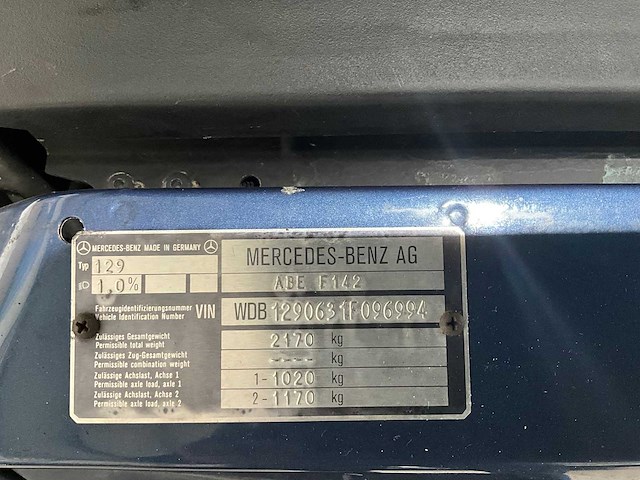 MERCEDES-BENZ MADE IN GERMANY
MERCEDES-BENZ AG
Typ 129
ABE F142
1,0%
Fahrzeugidentifizierungsnummer
Vehicle Identification Number
VIN
WDB 1290631F096994
Zulässiges Gesamtgewicht
Permissible total weight
2170 kg
Zulässiges Zug-Gesamtgewicht
Permissible combination weight
---- kg
Zulässige Achslast, Achse 1
Permissible axle load, axle 1
1-1020 kg
Zulässige Achslast, Achse 2
Permissible axle load, axle 2
2-1170 kg